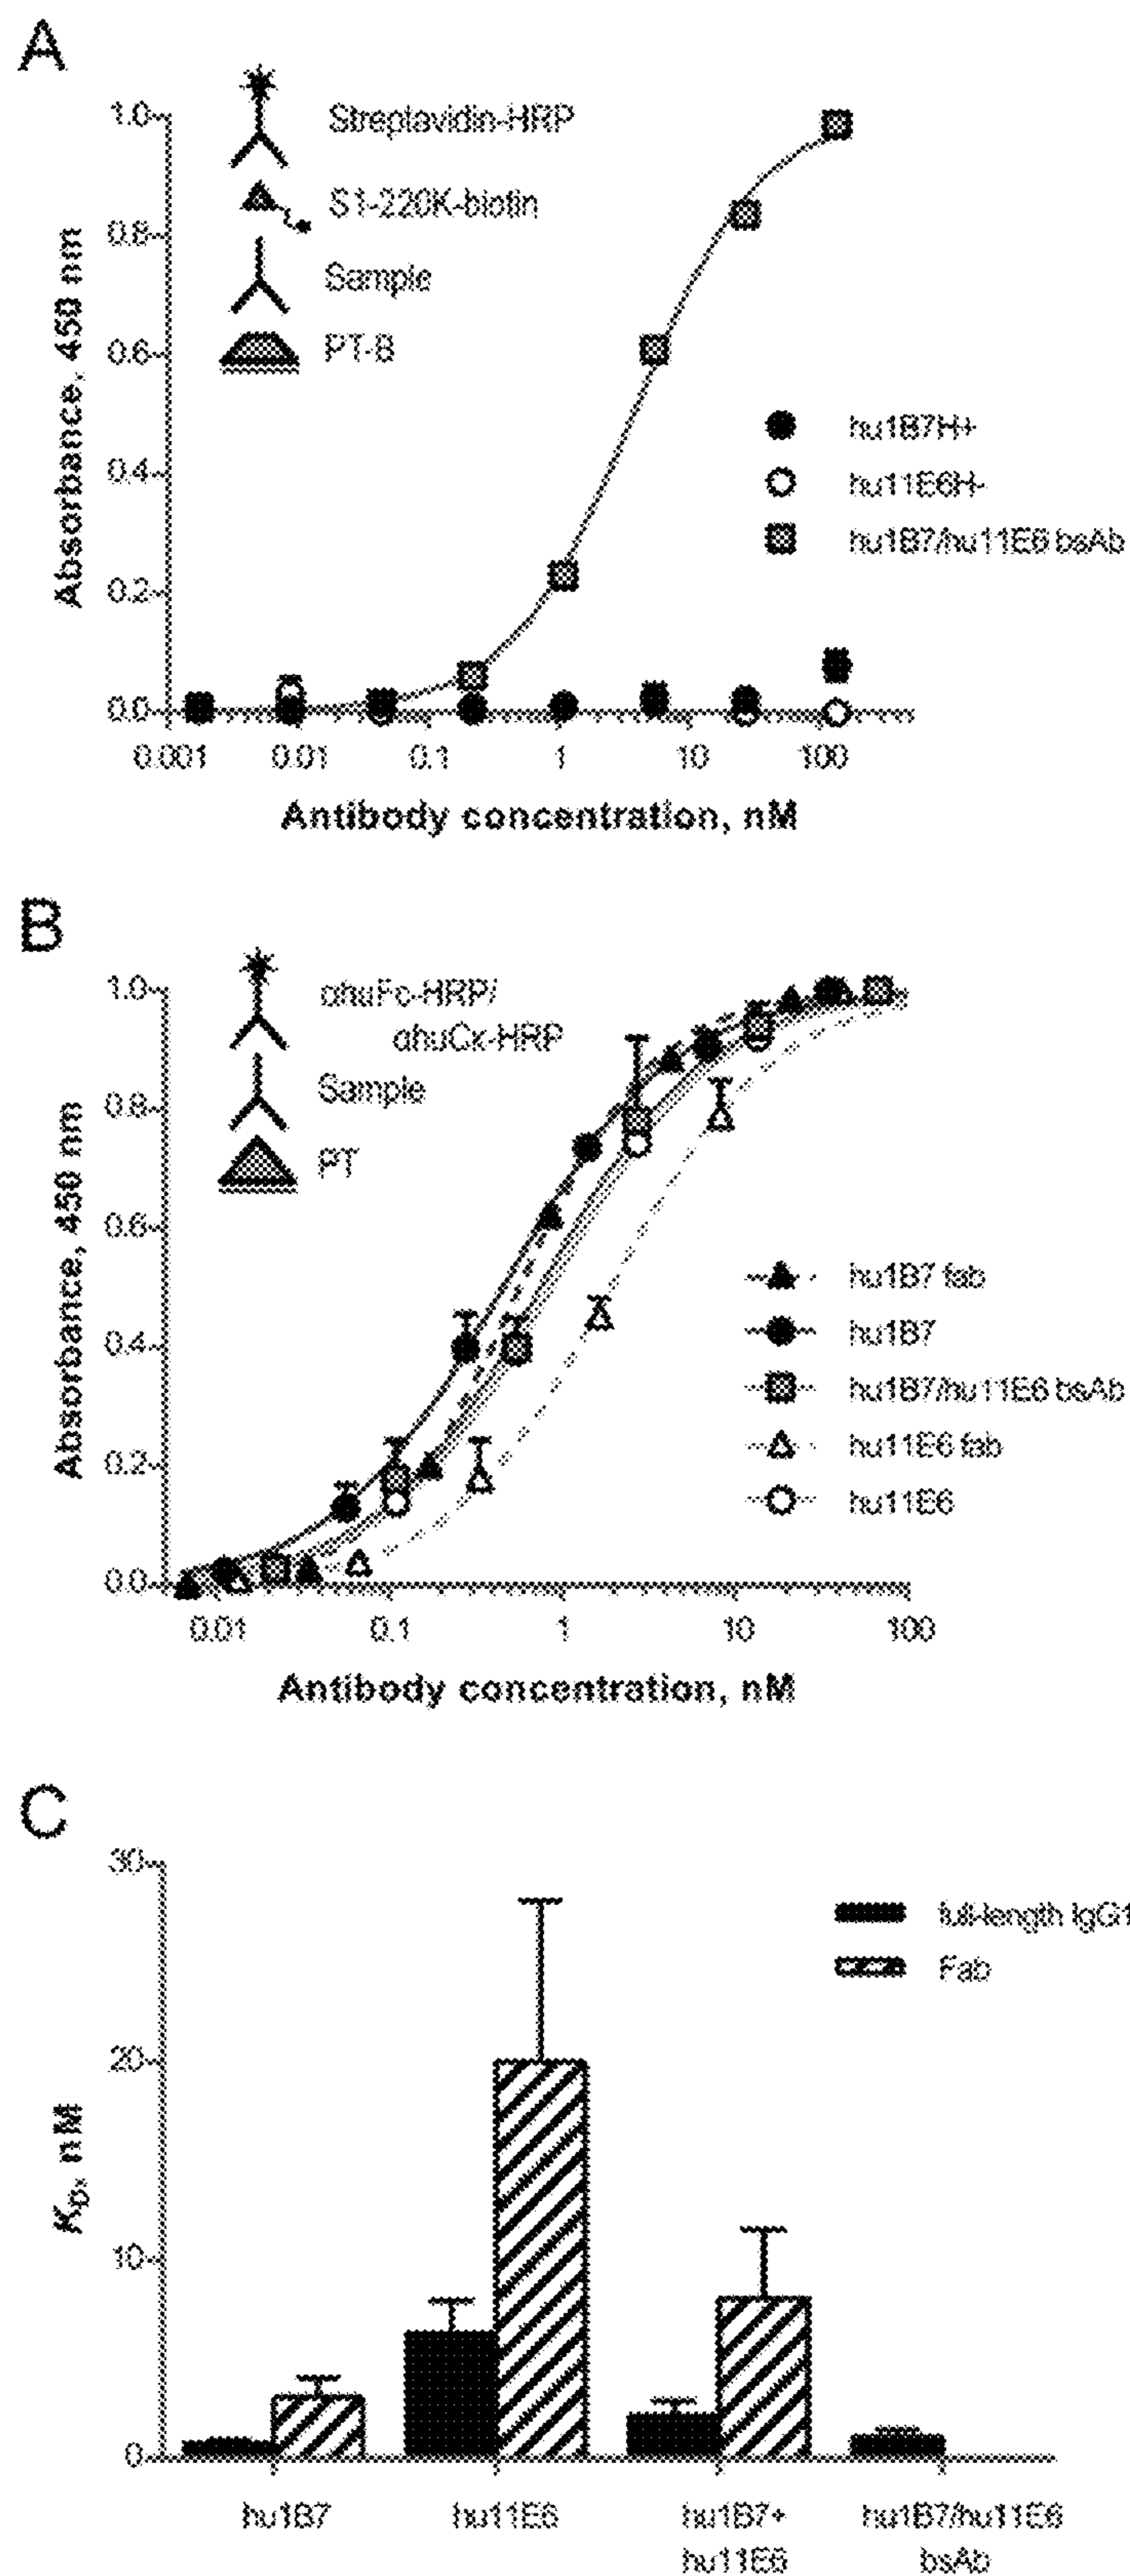 A
1.0
0.8
0.6
0.4
0.2
0.0
Absorbance, 450 nm
Streptavidin-HRP
S1-220K-biotin
Sample
PT-B
hu1B7H+
hu11E6H-
hu1B7/hu11E6 bsAb
0.001 0.01 0.1 1 10 100
Antibody concentration, nM
B
1.0
0.8
0.6
0.4
0.2
0.0
Absorbance, 450 nm
αhuFc-HRP/
αhuCκ-HRP
Sample
PT
hu1B7 fab
hu1B7
hu1B7/hu11E6 bsAb
hu11E6 fab
hu11E6
0.01 0.1 1 10 100
Antibody concentration, nM
C
30
20
10
0
KD, nM
full-length IgG1
Fab
hu1B7 hu11E6 hu1B7+ hu1B7/hu11E6
hu11E6 bsAb